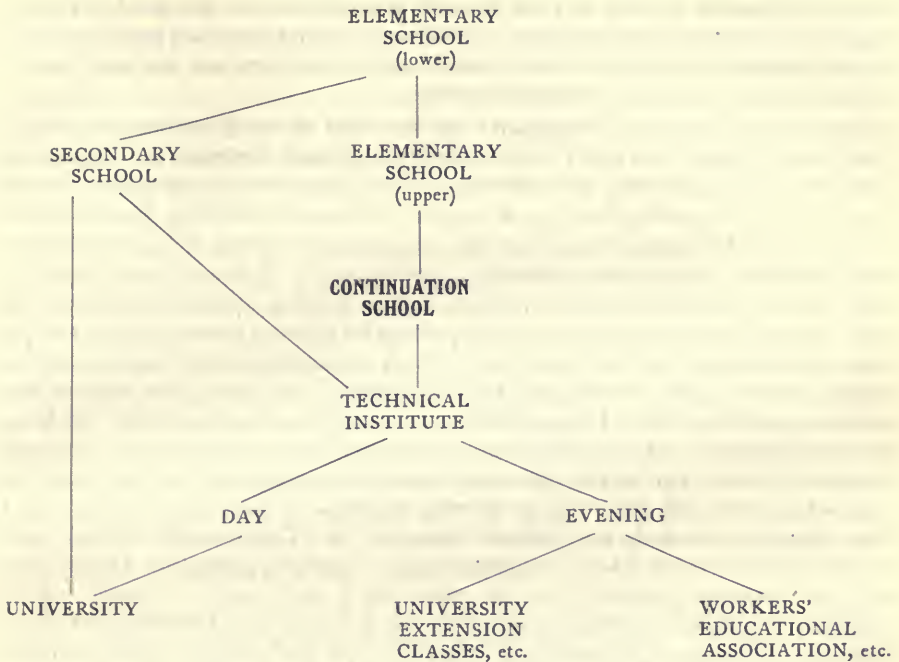 ELEMENTARY
SCHOOL
(lower)
SECONDARY
SCHOOL
ELEMENTARY
SCHOOL
(upper)
CONTINUATION
SCHOOL
TECHNICAL
INSTITUTE
DAY
EVENING
UNIVERSITY
UNIVERSITY
EXTENSION
CLASSES, etc.
WORKERS'
EDUCATIONAL
ASSOCIATION, etc.